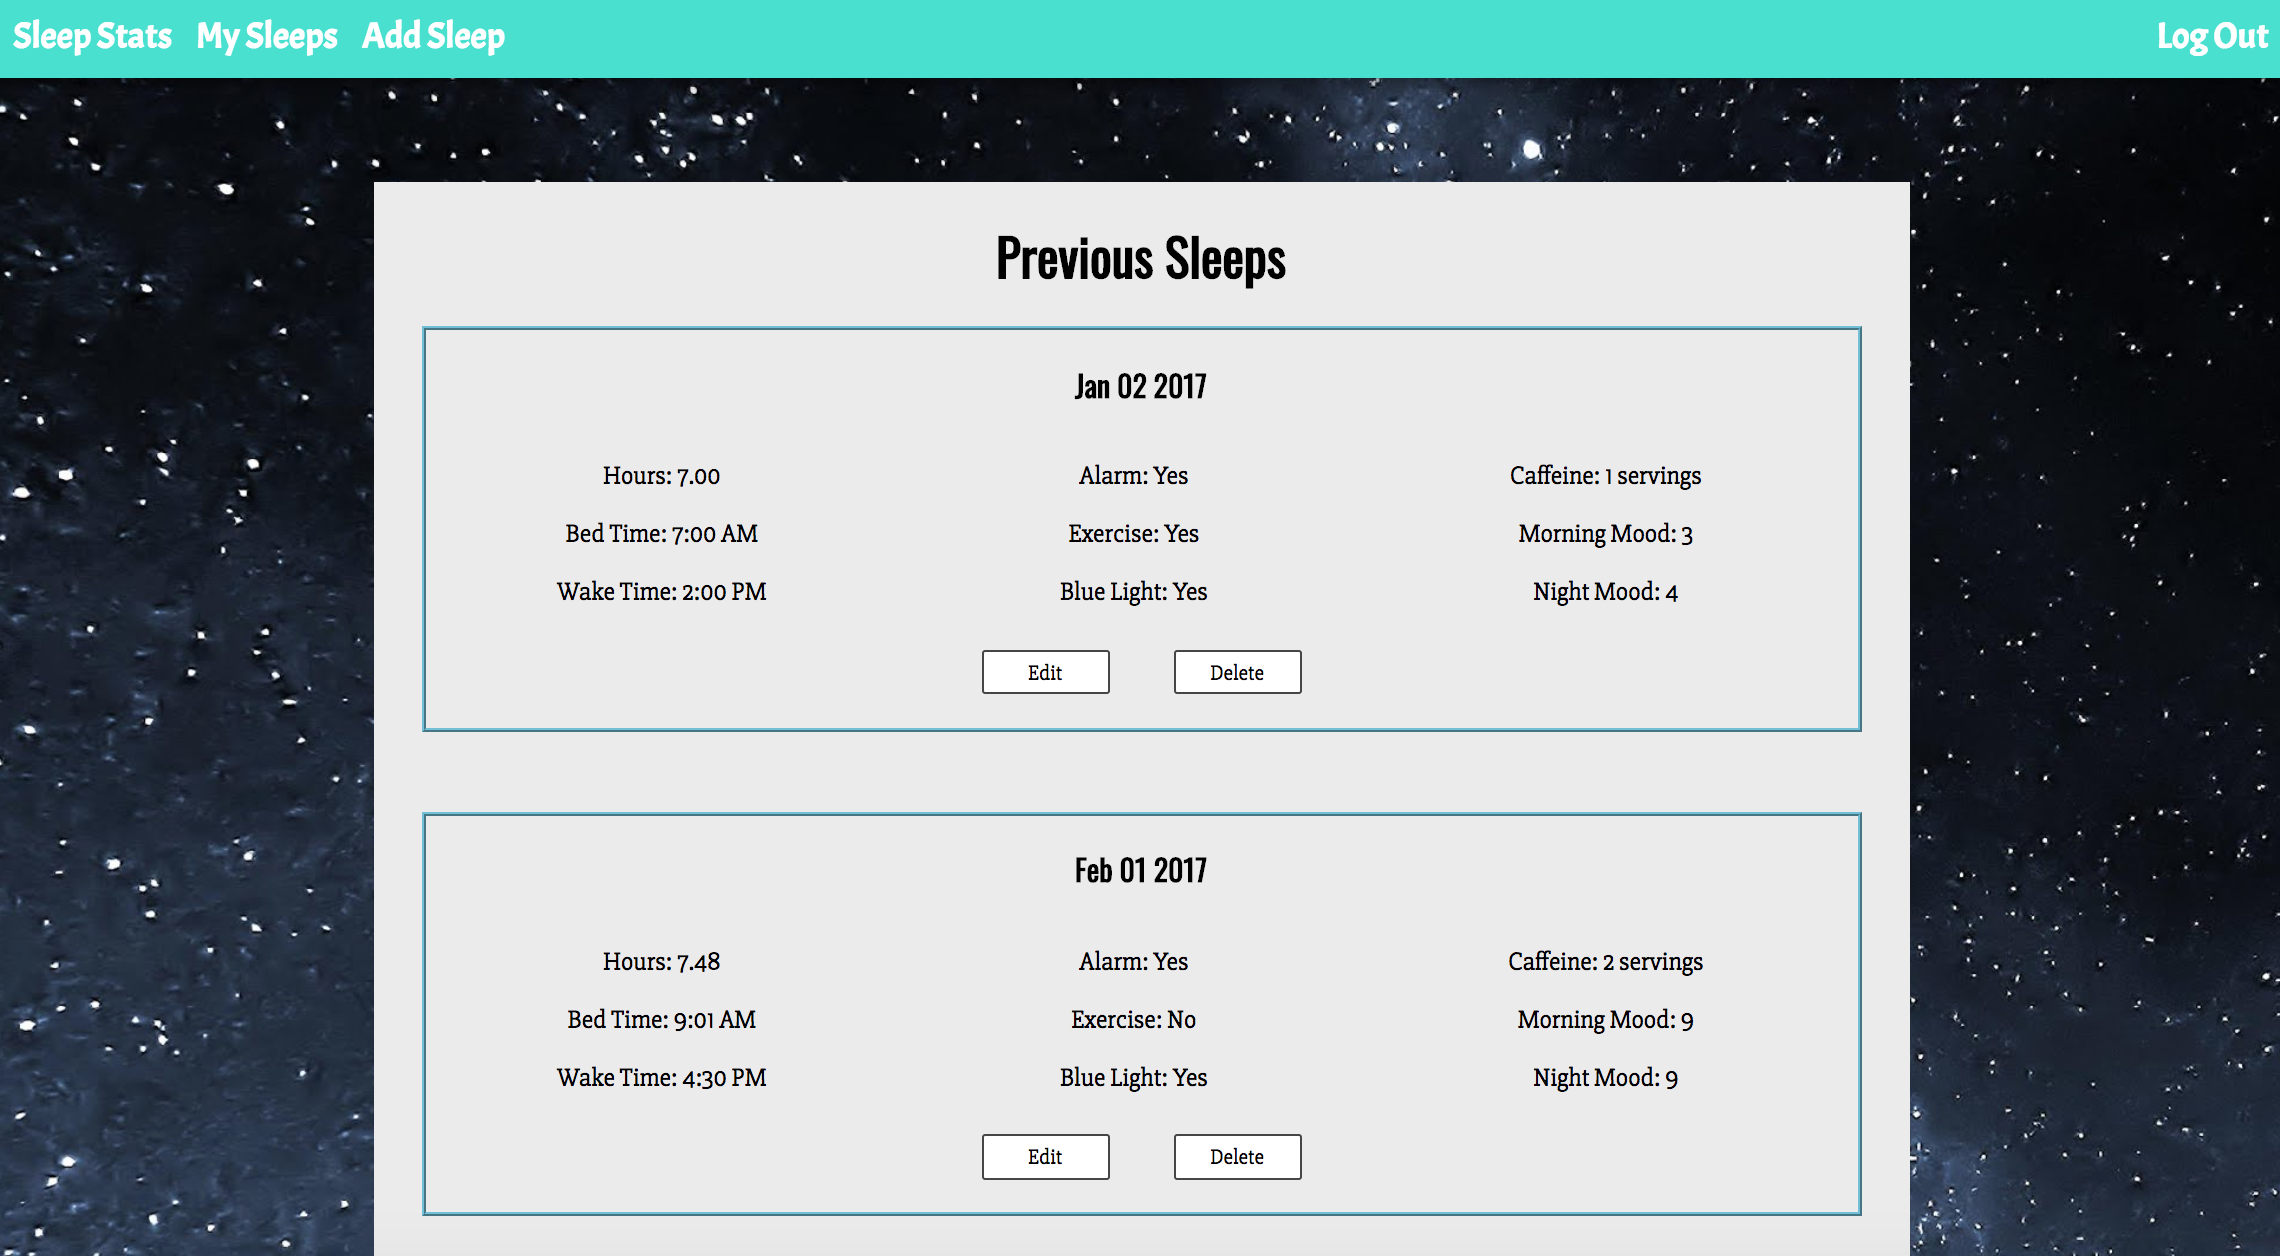 Sleep Stats My Sleeps Add Sleep Log Out
Previous Sleeps
Jan 02 2017
Hours: 7.00 Alarm: Yes Caffeine: 1 servings
Bed Time: 7:00 AM Exercise: Yes Morning Mood: 3
Wake Time: 2:00 PM Blue Light: Yes Night Mood: 4
Edit Delete
Feb 01 2017
Hours: 7.48 Alarm: Yes Caffeine: 2 servings
Bed Time: 9:01 AM Exercise: No Morning Mood: 9
Wake Time: 4:30 PM Blue Light: Yes Night Mood: 9
Edit Delete